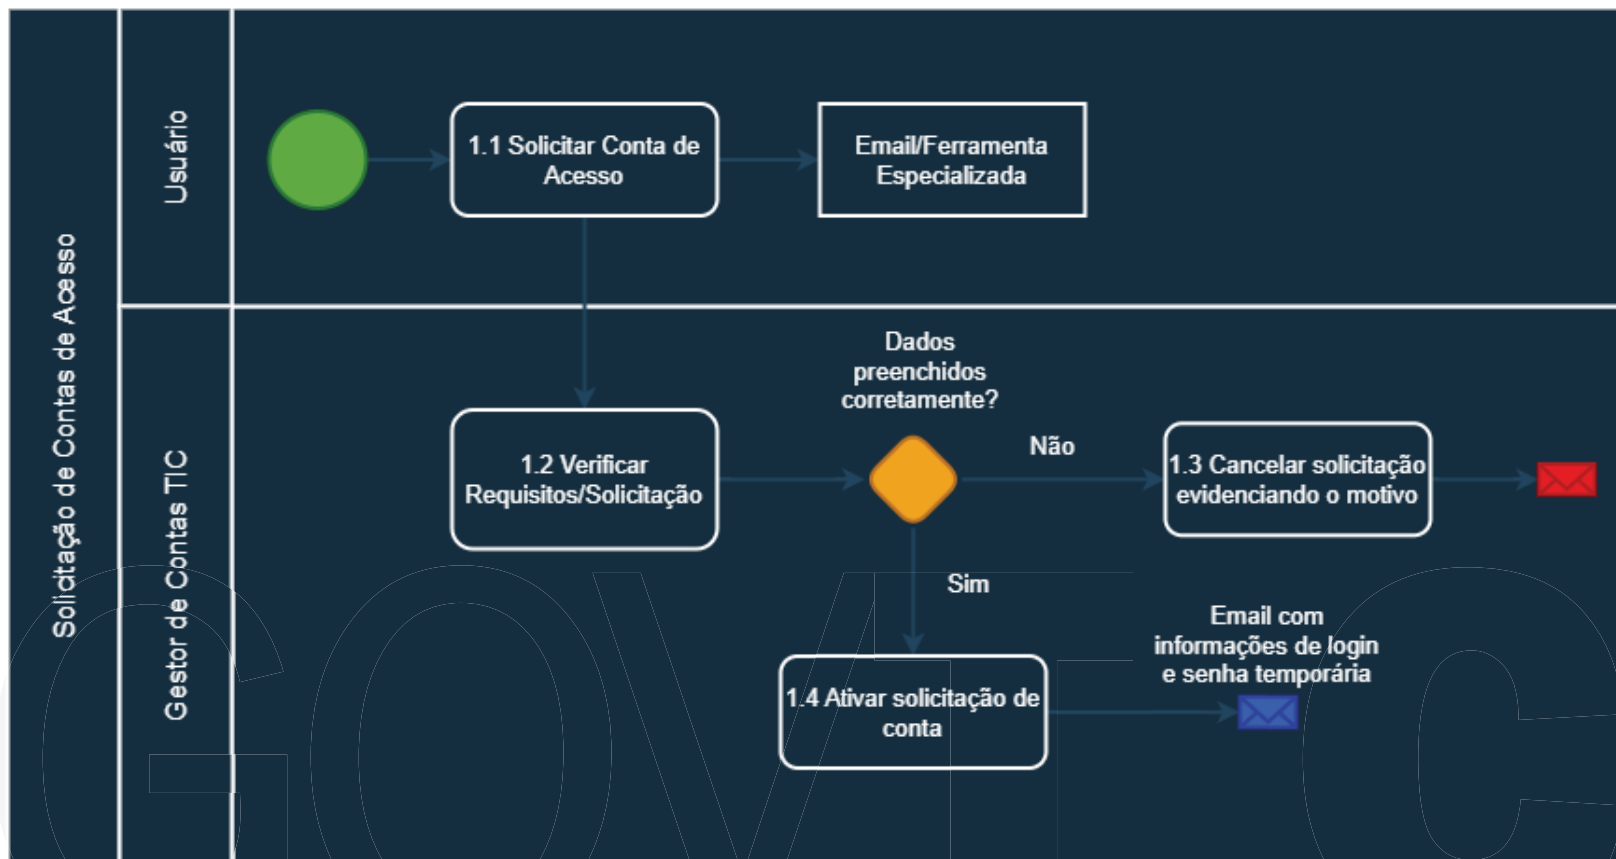 Solicitação de Contas de Acesso
Usuário
1.1 Solicitar Conta de
Acesso
Email/Ferramenta
Especializada
Gestor de Contas TIC
1.2 Verificar
Requisitos/Solicitação
Dados
preenchidos
corretamente?
Não
1.3 Cancelar solicitação
evidenciando o motivo
Sim
1.4 Ativar solicitação de
conta
Email com
informações de login
e senha temporária